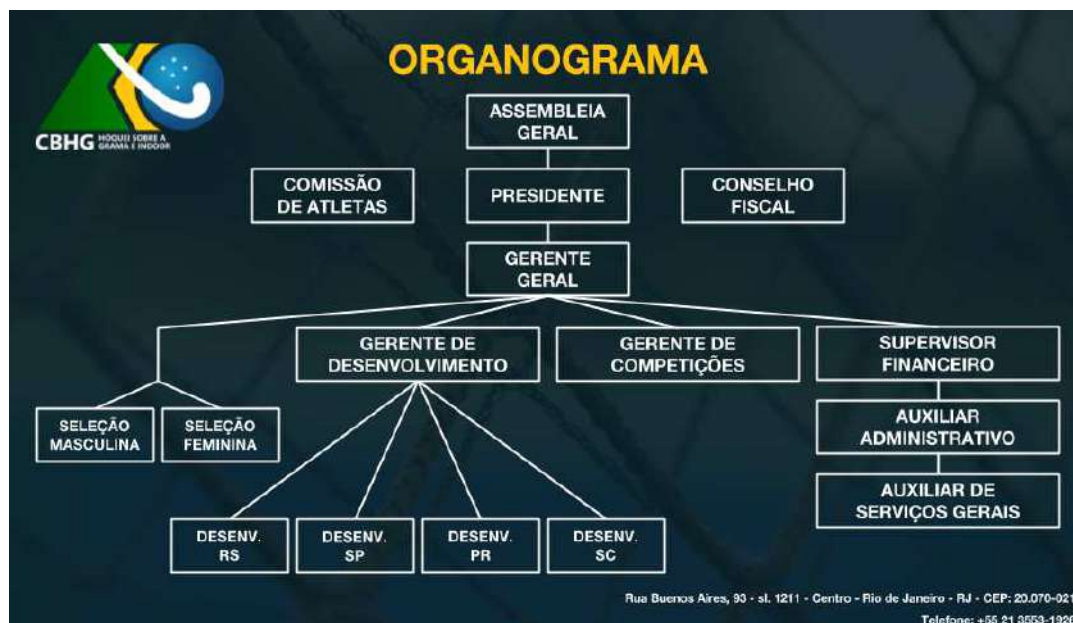 ORGANOGRAMA
CBHG HÓQUEI SOBRE A
GRAMA E INDOOR
ASSEMBLEIA
GERAL
COMISSÃO
DE ATLETAS
PRESIDENTE
CONSELHO
FISCAL
GERENTE
GERAL
GERENTE DE
DESENVOLVIMENTO
GERENTE DE
COMPETIÇÕES
SUPERVISOR
FINANCEIRO
SELEÇÃO
MASCULINA
SELEÇÃO
FEMININA
AUXILIAR
ADMINISTRATIVO
AUXILIAR DE
SERVIÇOS GERAIS
DESENV.
RS
DESENV.
SP
DESENV.
PR
DESENV.
SC
Rua Buenos Aires, 93 - sl. 1211 - Centro - Rio de Janeiro - RJ - CEP: 20.070-021
Telefone: +55 21 3553-1926